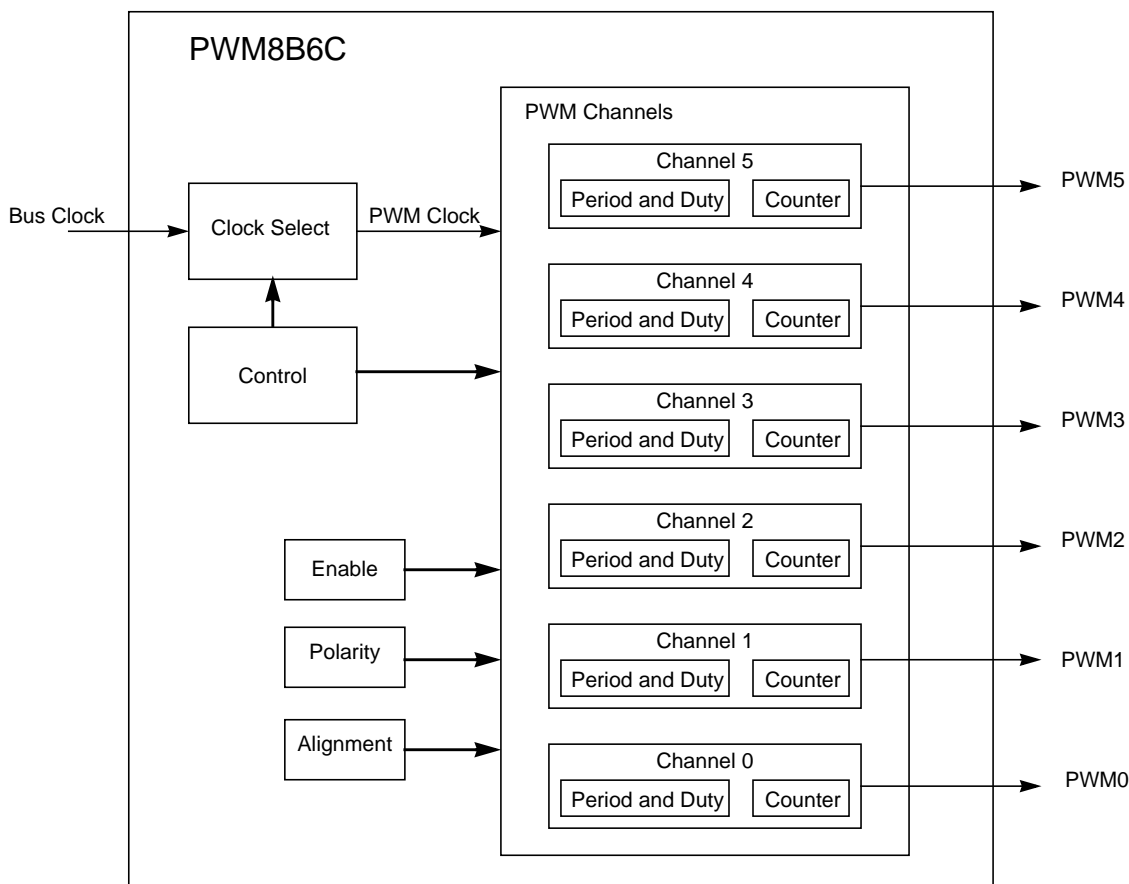 PWM8B6C
PWM Channels
Bus Clock
Clock Select
PWM Clock
Control
Enable
Polarity
Alignment
Channel 5
Period and Duty
Counter
PWM5
Channel 4
Period and Duty
Counter
PWM4
Channel 3
Period and Duty
Counter
PWM3
Channel 2
Period and Duty
Counter
PWM2
Channel 1
Period and Duty
Counter
PWM1
Channel 0
Period and Duty
Counter
PWM0